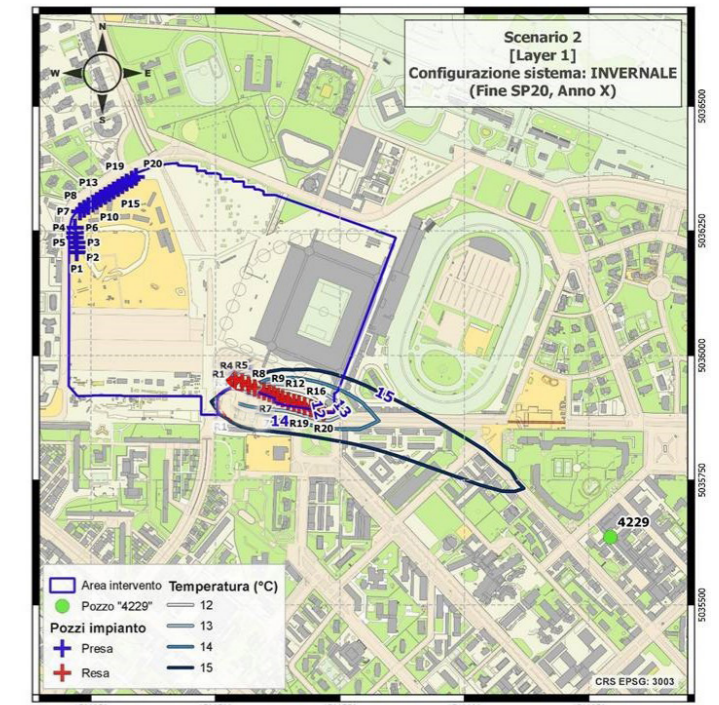 Scenario 2
[Layer 1]
Configurazione sistema: INVERNALE
(Fine SP20, Anno X)
N
W E
S
5036500
P19 P20
P13
P8
P15
P7 P10
P4 P6
P5 P3
P2
P1
5036250
5036000
R4 R5
R1 R8 R9 R12
R16
15
R7
12 13
14 R19 R20
5035750
4229
5035500
Area intervento
Pozzo "4229"
Pozzi impianto
Presa
Resa
Temperatura (°C)
12
13
14
15
CRS EPSG: 3003